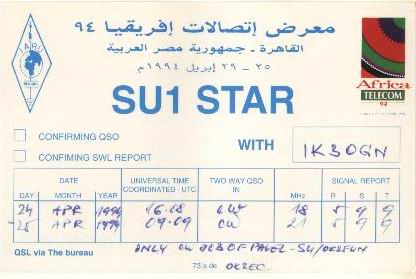 معرض إتصالات إفريقيا ٩٤
القاهرة - جمهورية مصر العربية
٢٥ - ٢٩ إبريل ١٩٩٤م
Africa
TELECOM
94
SU1 STAR
CONFIRMING QSO
CONFIMING SWL REPORT
WITH
IK3OGN
DATE
UNIVERSAL TIME
COORDINATED - UTC
TWO WAY QSO
IN
SIGNAL REPORT
DAY
MONTH
YEAR
MHz
R
S
T
24 APR 1994 16.08 CW 18 5 9 9
25 APR 1994 09.09 CW 21 5 9 9
ONLY CW
QSL via The bureau
73's de OK2EC